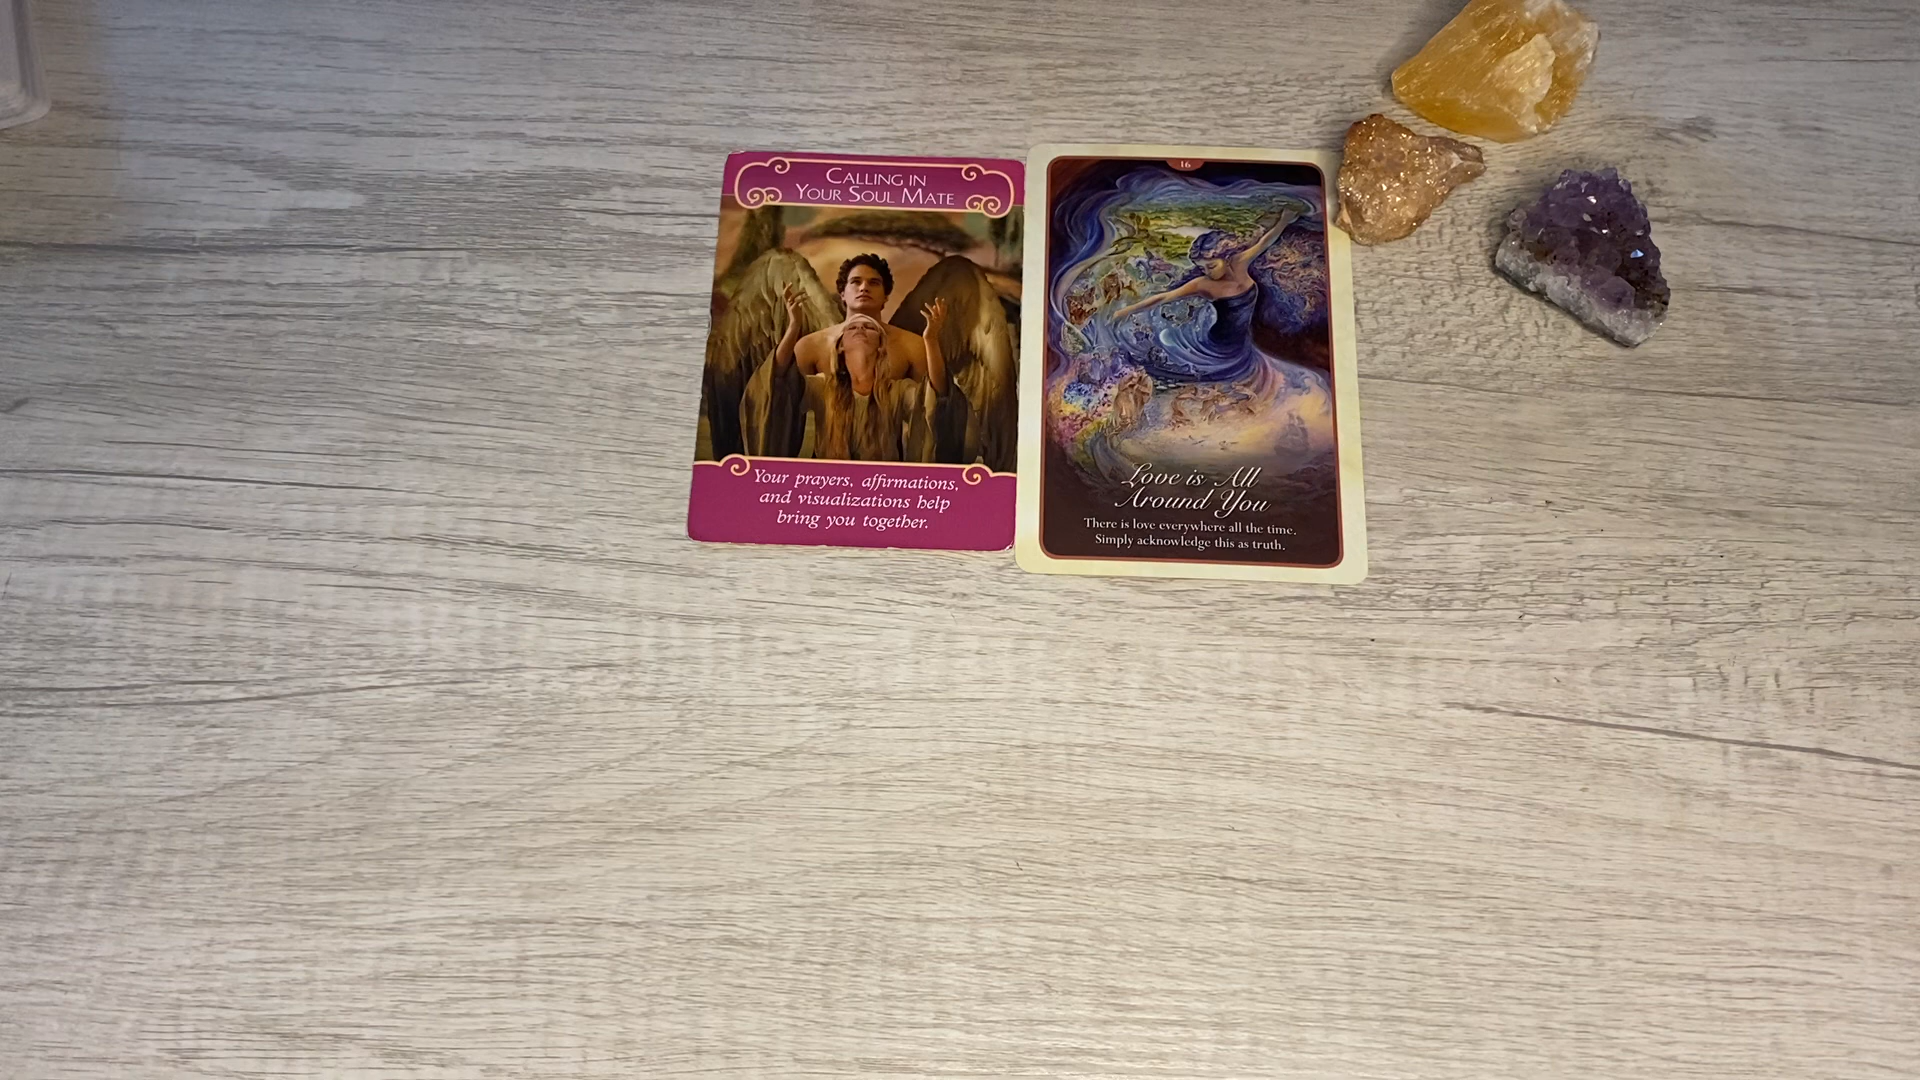 CALLING IN
YOUR SOUL MATE
Your prayers, affirmations,
and visualizations help
bring you together.
16
Love is All
Around You
There is love everywhere all the time.
Simply acknowledge this as truth.